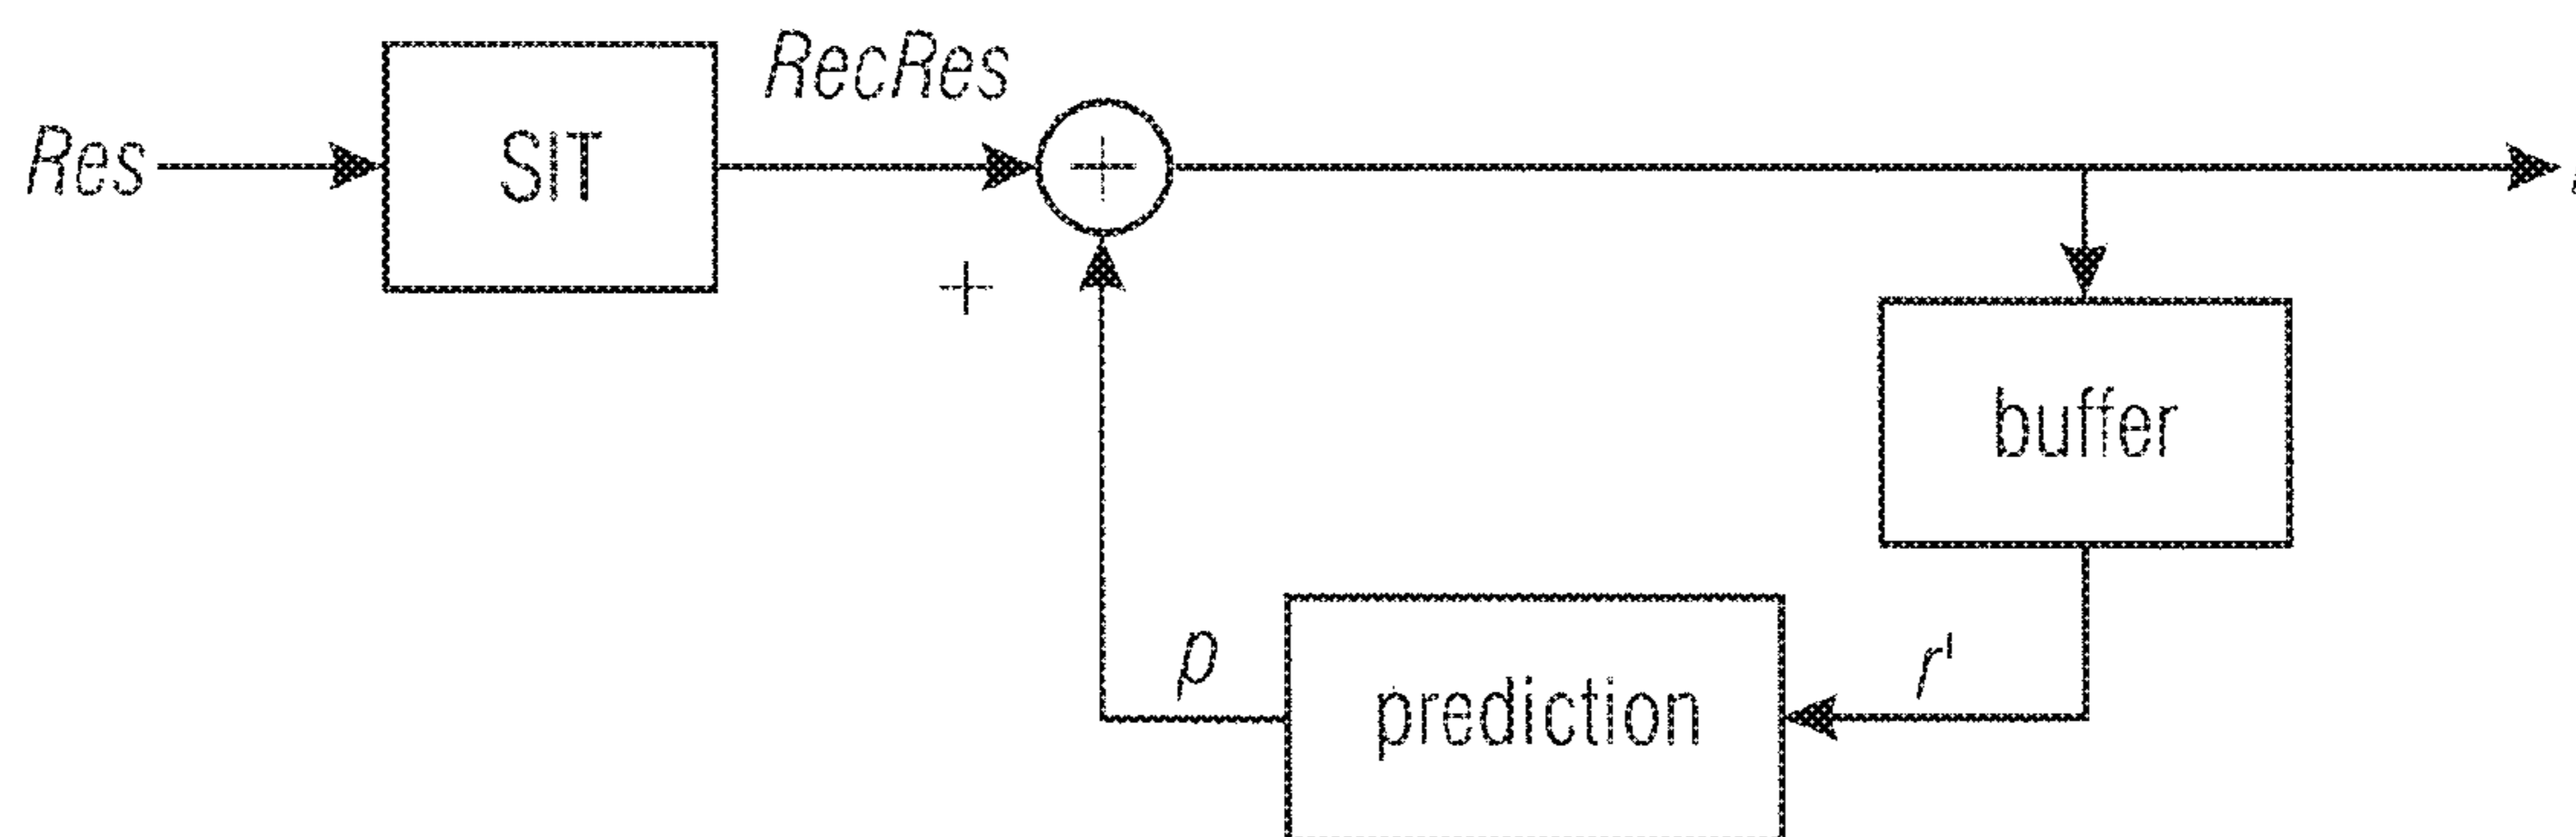 RecRes
Res
SIT
+
+
buffer
p
r'
prediction